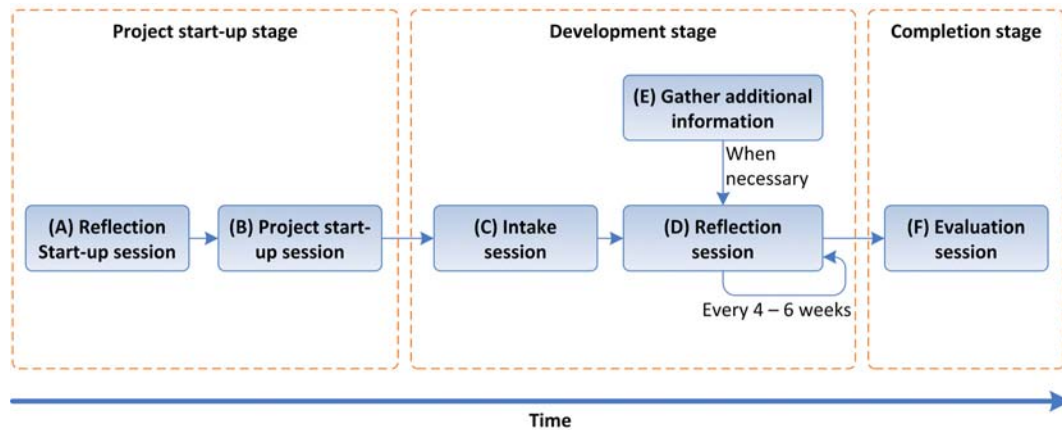 Project start-up stage
Development stage
Completion stage
(E) Gather additional
information
When
necessary
(A) Reflection
Start-up session
(B) Project start-
up session
(C) Intake
session
(D) Reflection
session
(F) Evaluation
session
Every 4 – 6 weeks
Time